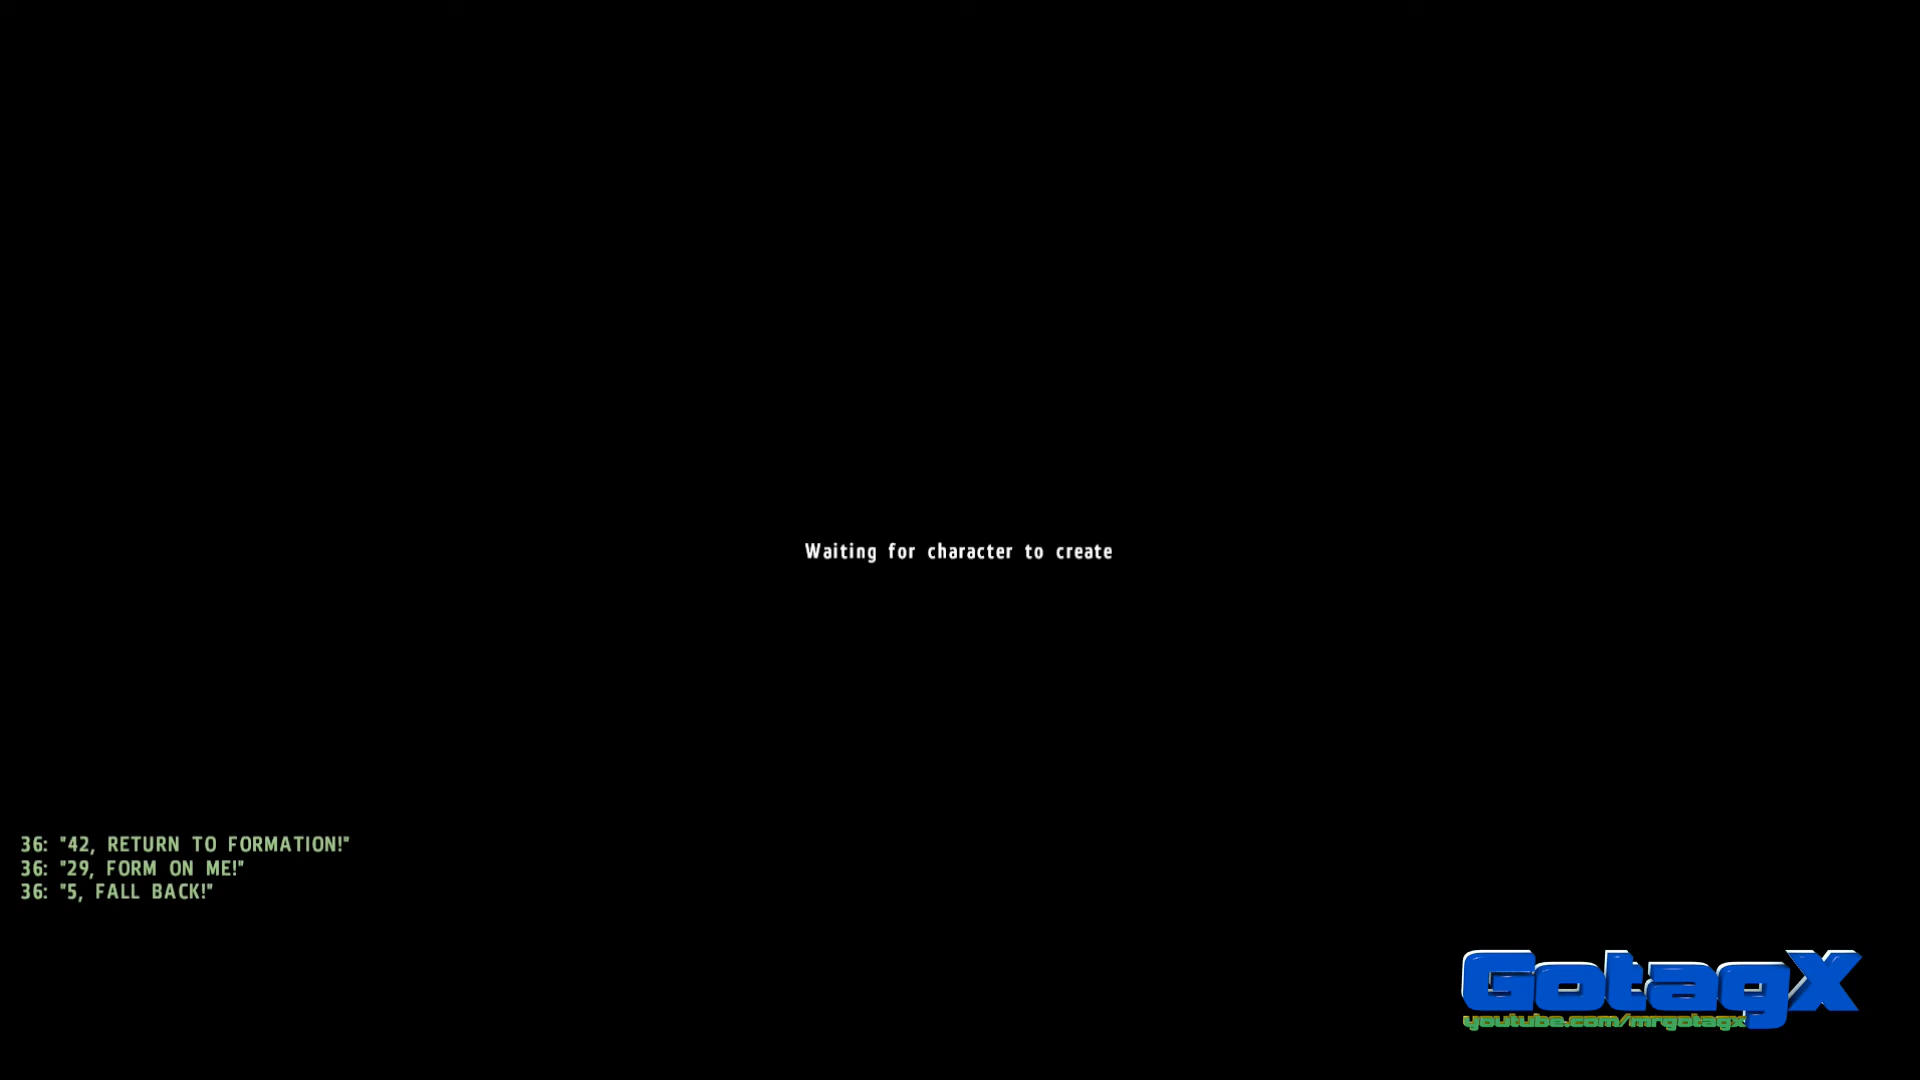 Waiting for character to create
36: "42, RETURN TO FORMATION!"
36: "29, FORM ON ME!"
36: "5, FALL BACK!"
GotagX
youtube.com/mrgotagx